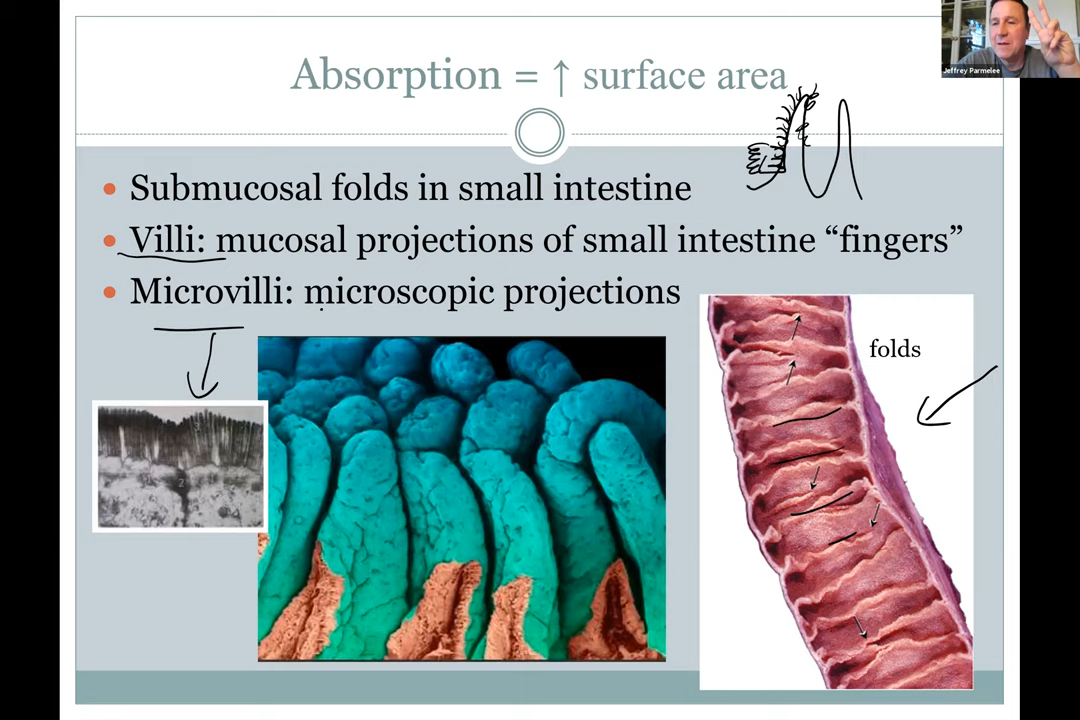 Jeffrey Parmelee
Absorption = ↑ surface area
• Submucosal folds in small intestine
• Villi: mucosal projections of small intestine “fingers”
• Microvilli: microscopic projections
folds
2